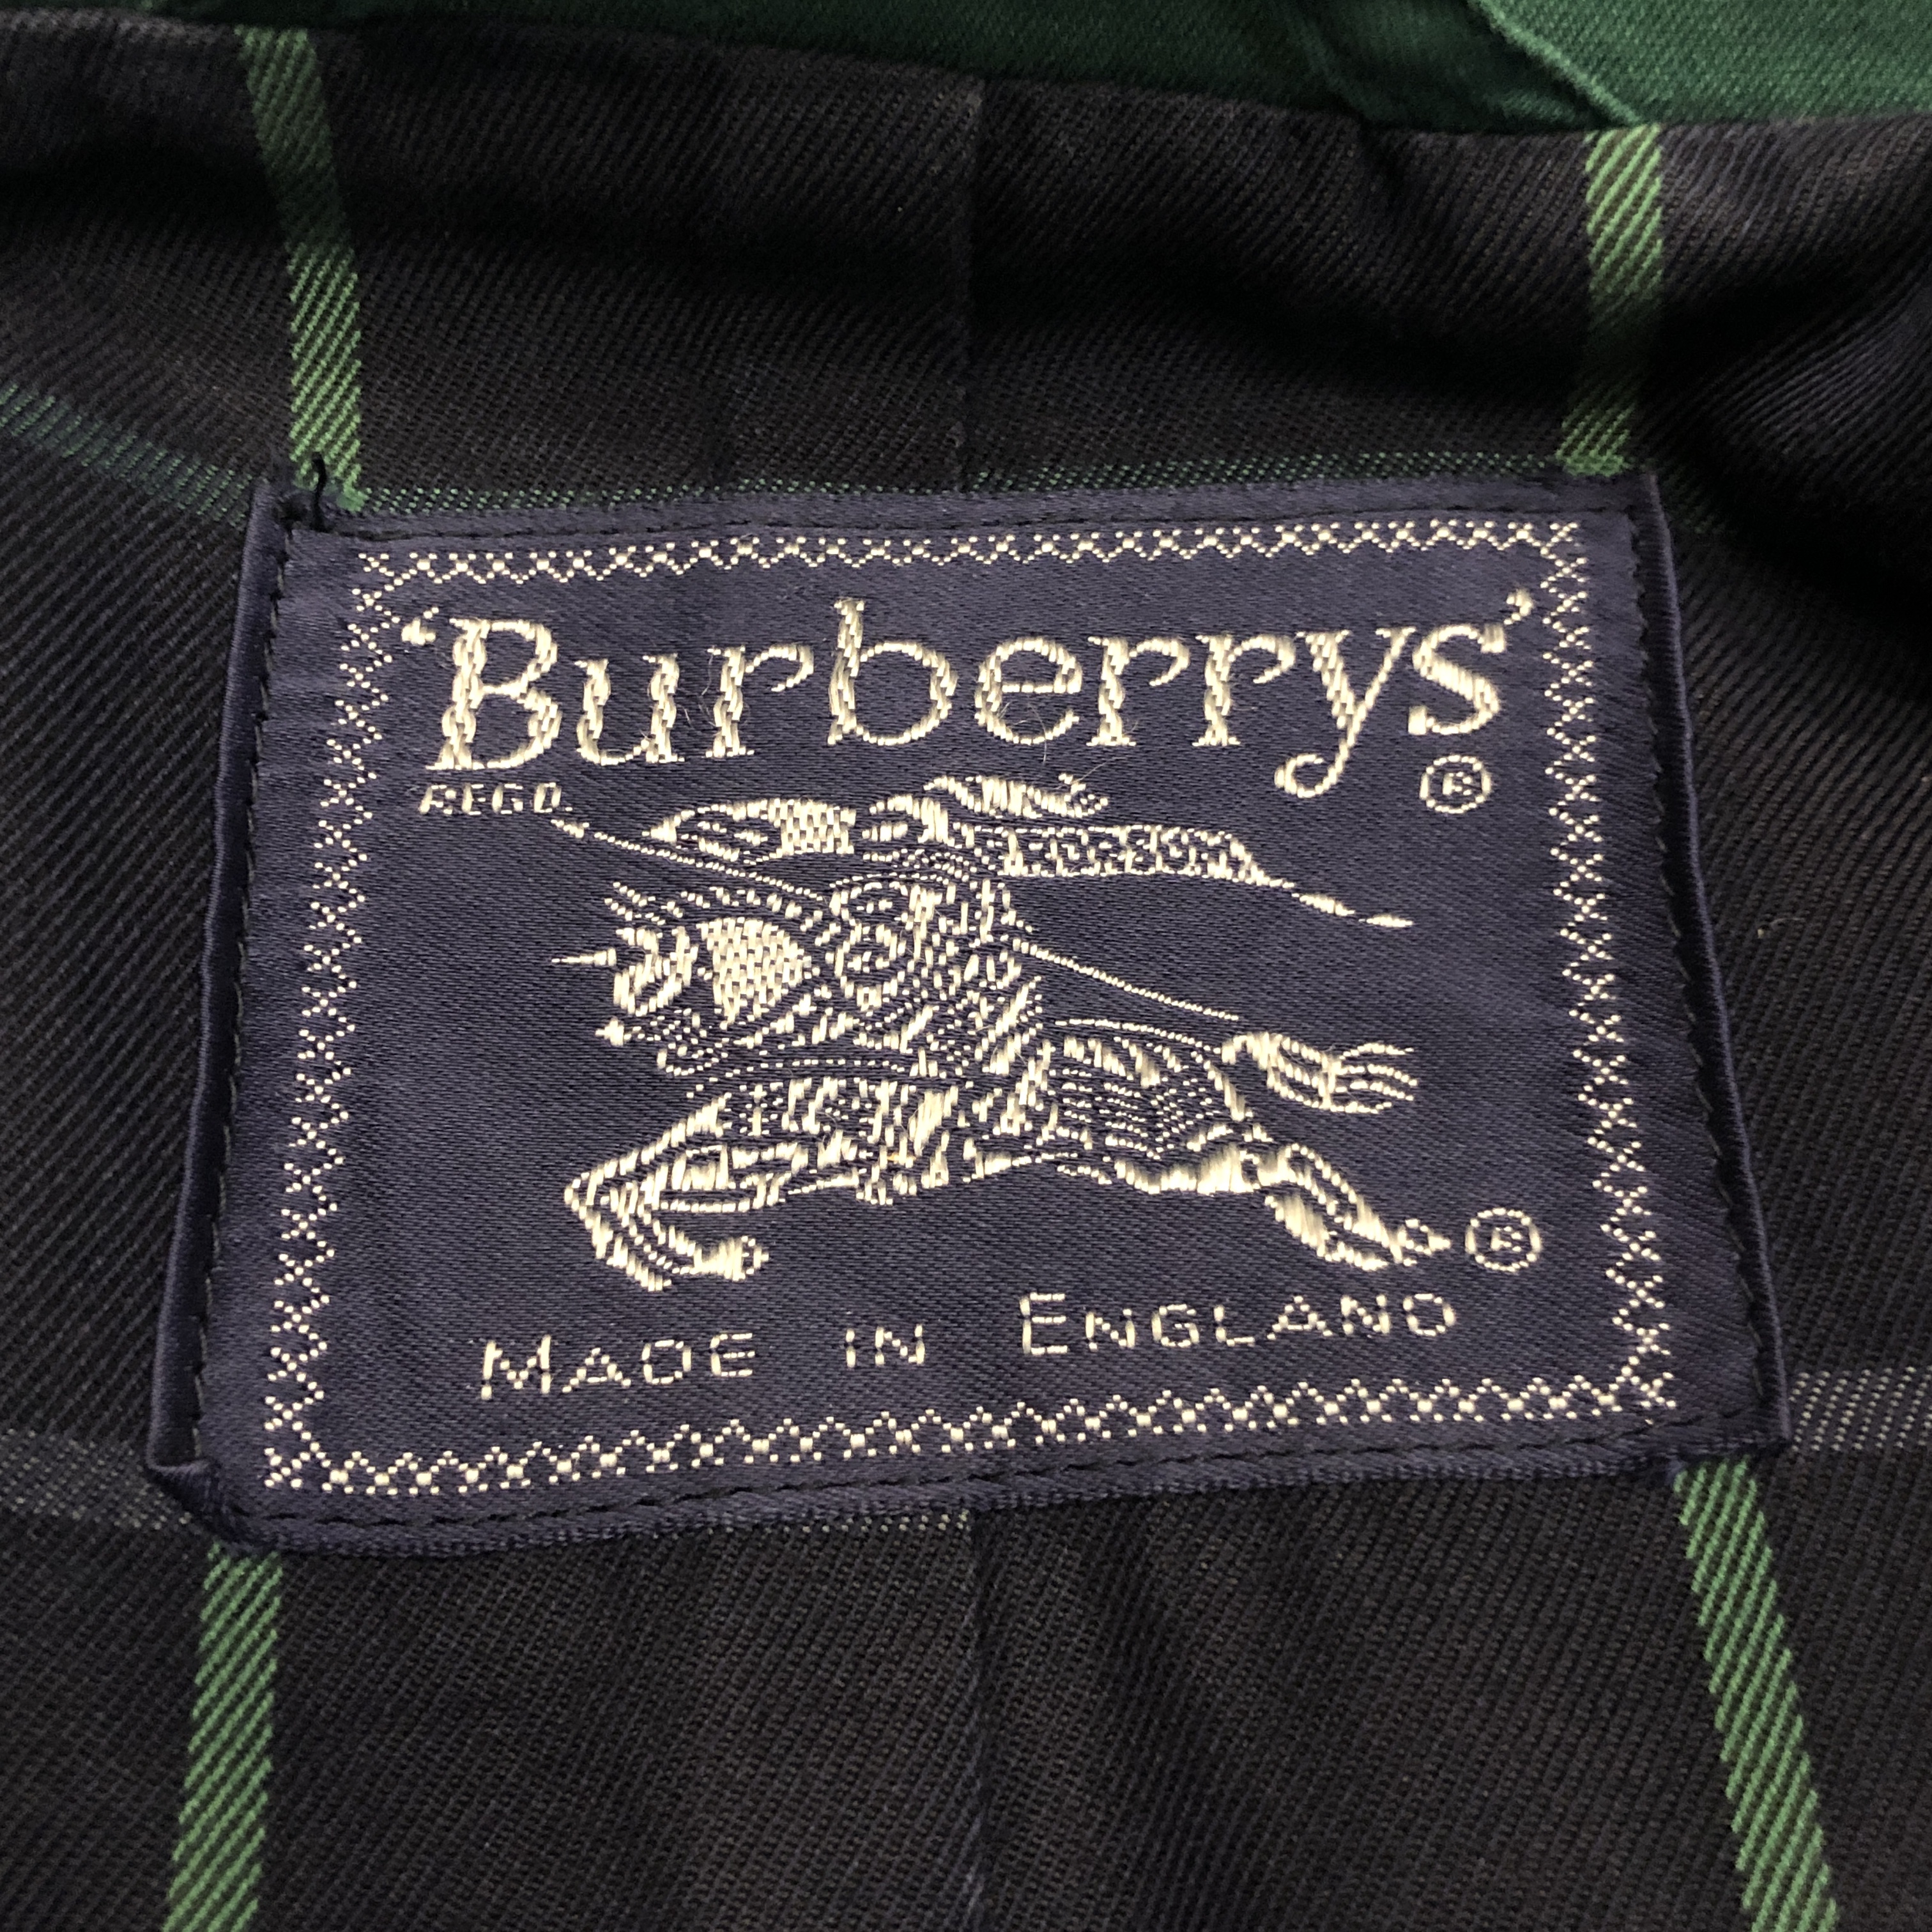 ‘Burberrys’
REGD. ®
PRORSUM
®
MADE IN ENGLAND